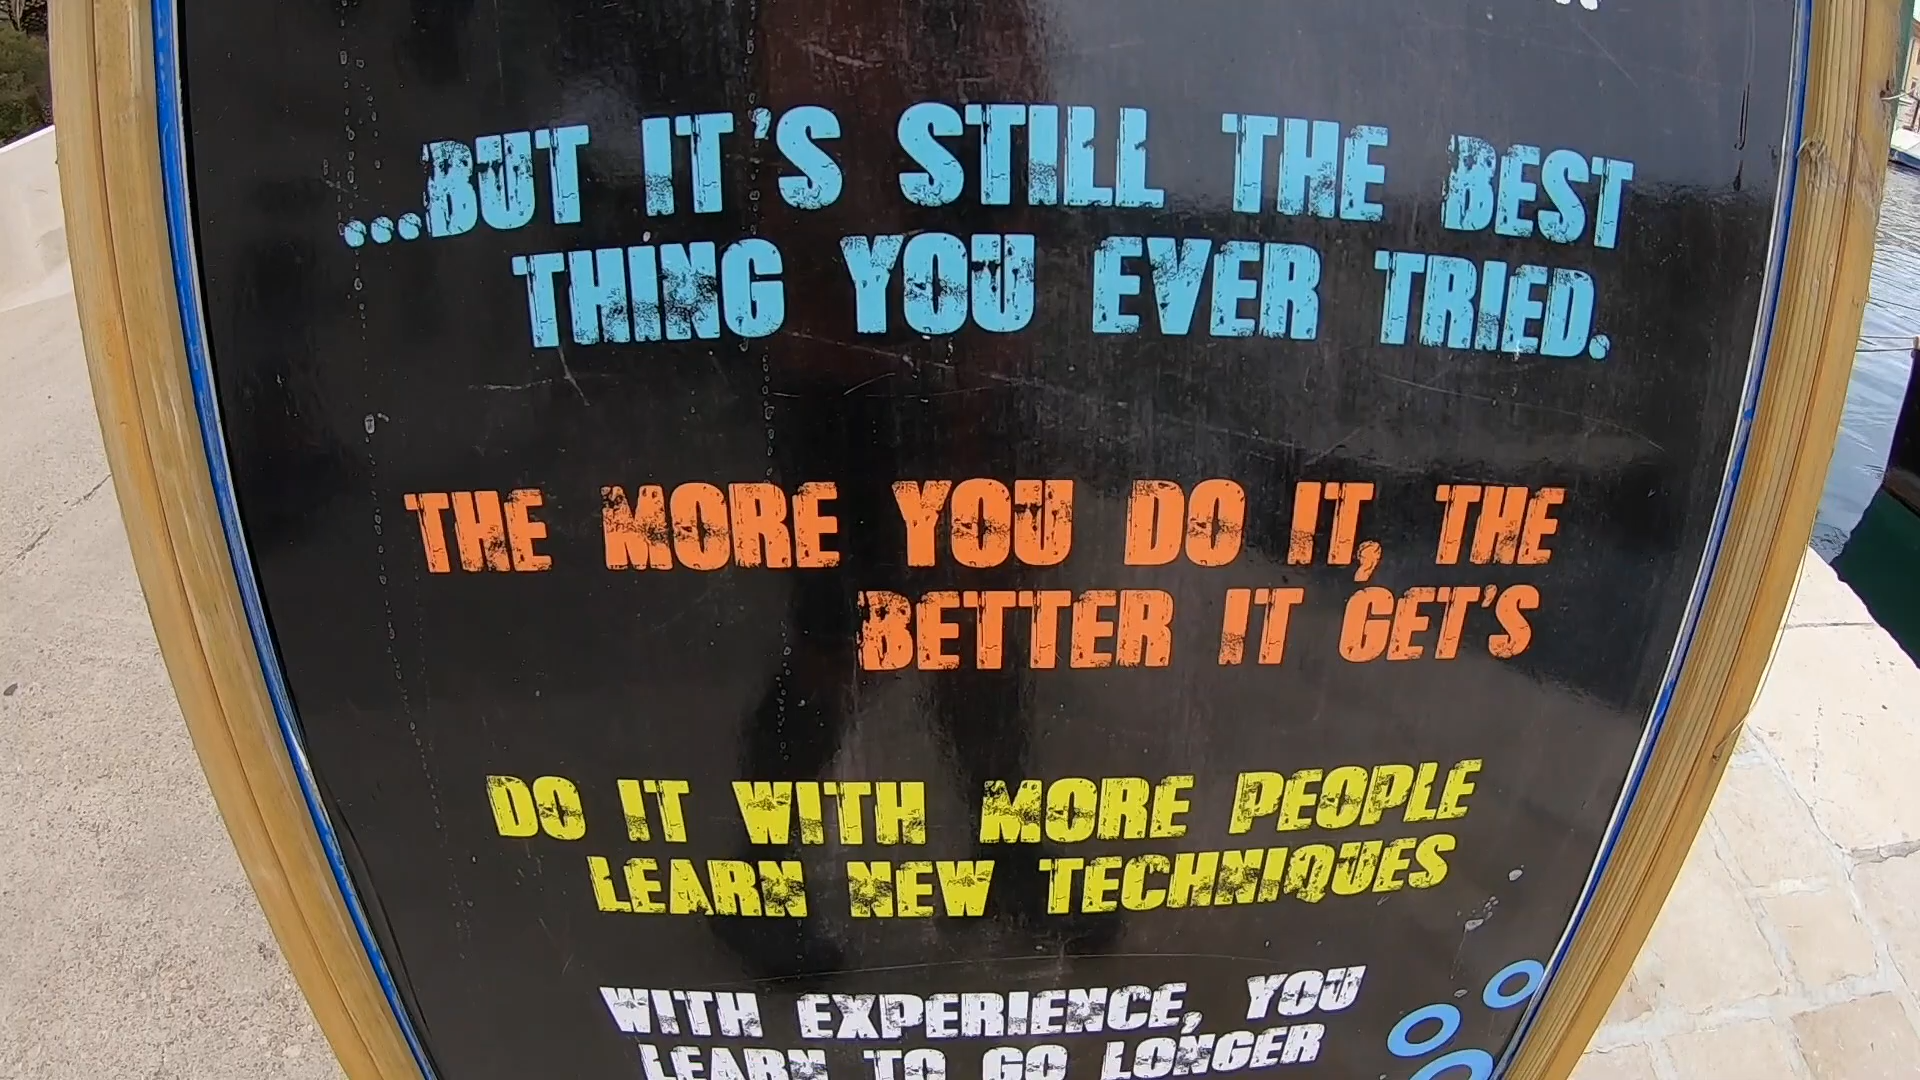 ...BUT IT'S STILL THE BEST
THING YOU EVER TRIED.
THE MORE YOU DO IT, THE
BETTER IT GET'S
DO IT WITH MORE PEOPLE
LEARN NEW TECHNIQUES
WITH EXPERIENCE, YOU
LEARN TO GO LONGER